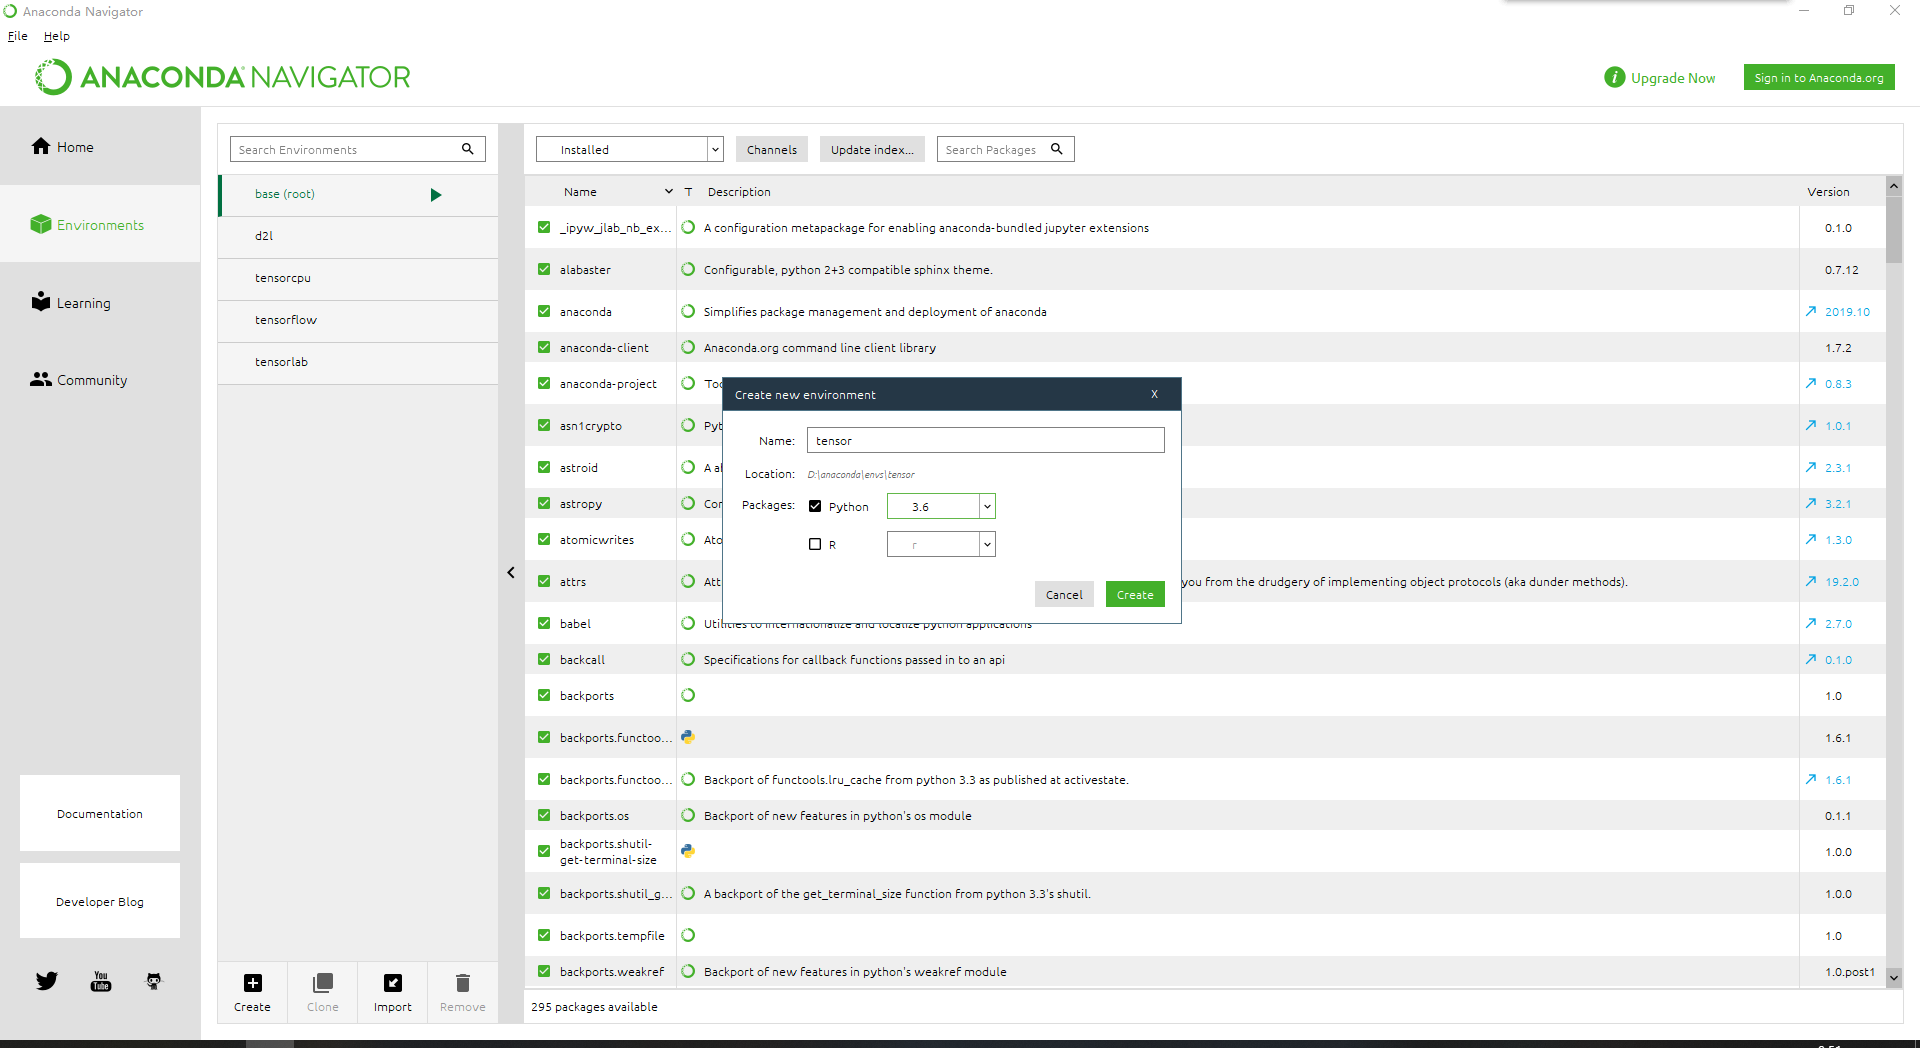 Anaconda Navigator
File Help
ANACONDA NAVIGATOR
Upgrade Now
Sign in to Anaconda.org
Home
Environments
Learning
Community
Documentation
Developer Blog
You Tube
Search Environments
base (root)
d2l
tensorcpu
tensorflow
tensorlab
Create
Clone
Import
Remove
Installed
Channels
Update index...
Search Packages
Name T Description Version
_ipyw_jlab_nb_ex... A configuration metapackage for enabling anaconda-bundled jupyter extensions 0.1.0
alabaster Configurable, python 2+3 compatible sphinx theme. 0.7.12
anaconda Simplifies package management and deployment of anaconda 2019.10
anaconda-client Anaconda.org command line client library 1.7.2
anaconda-project 0.8.3
asn1crypto 1.0.1
astroid 2.3.1
astropy 3.2.1
atomicwrites 1.3.0
attrs you from the drudgery of implementing object protocols (aka dunder methods). 19.2.0
babel Utilities to internationalize and localize python applications 2.7.0
backcall Specifications for callback functions passed in to an api 0.1.0
backports 1.0
backports.functoo... 1.6.1
backports.functoo... Backport of functools.lru_cache from python 3.3 as published at activestate. 1.6.1
backports.os Backport of new features in python's os module 0.1.1
backports.shutil-
get-terminal-size 1.0.0
backports.shutil_g... A backport of the get_terminal_size function from python 3.3's shutil. 1.0.0
backports.tempfile 1.0
backports.weakref Backport of new features in python's weakref module 1.0.post1
295 packages available
Create new environment X
Name: tensor
Location: D:\anaconda\envs\tensor
Packages: Python 3.6
R r
Cancel Create